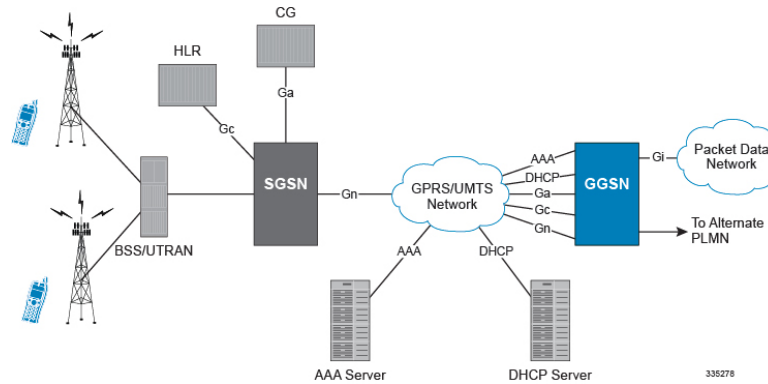 CG
HLR
Ga
Gc
SGSN
Gn
BSS/UTRAN
GPRS/UMTS
Network
AAA
DHCP
Ga
Gc
Gn
GGSN
Gi
Packet Data
Network
To Alternate
PLMN
AAA
DHCP
AAA Server
DHCP Server
335278